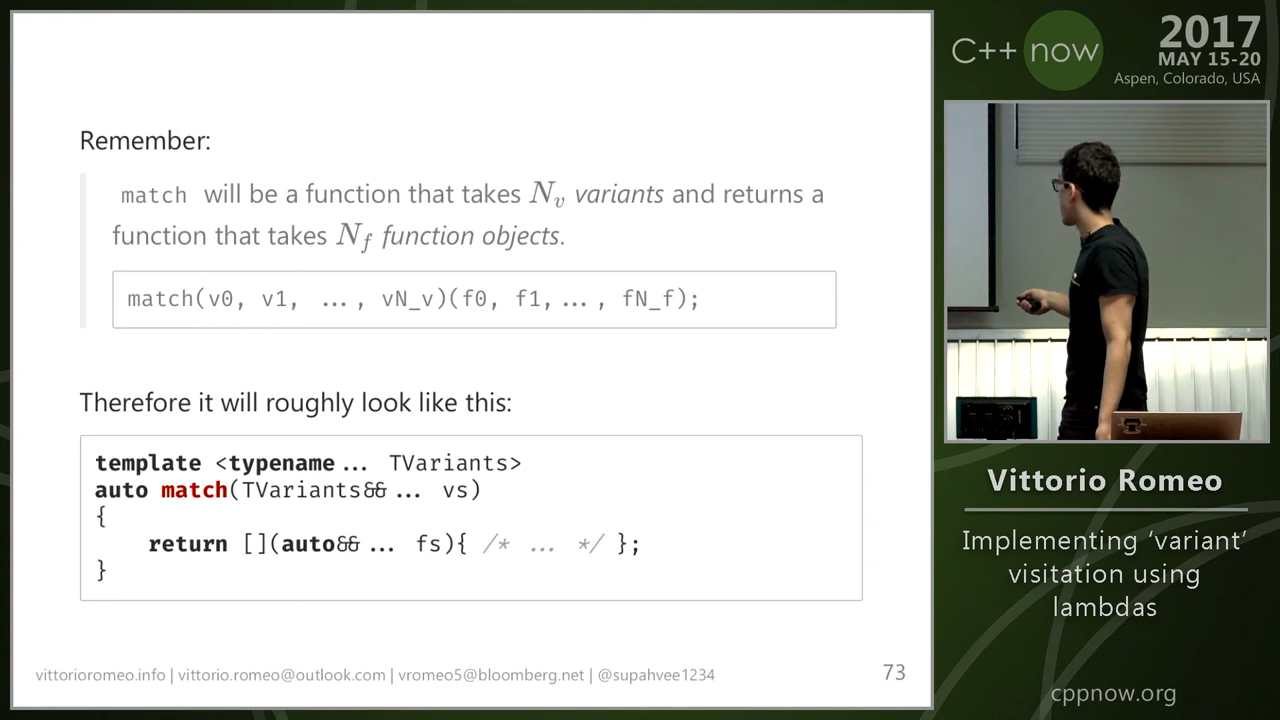 Remember:
match will be a function that takes N_v variants and returns a
function that takes N_f function objects.
match(v0, v1, ..., vN_v)(f0, f1,..., fN_f);
Therefore it will roughly look like this:
template <typename... TVariants>
auto match(TVariants&&... vs)
{
return [](auto&&... fs){ /* ... */ };
}
vittorioromeo.info | vittorio.romeo@outlook.com | vromeo5@bloomberg.net | @supahvee1234
73
C++ now
2017
MAY 15-20
Aspen, Colorado, USA
Vittorio Romeo
Implementing ‘variant’
visitation using
lambdas
cppnow.org